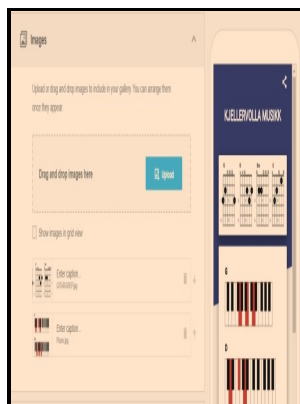 Images
Upload or drag and drop images to include in your gallery. You can arrange them
once they appear.
Drag and drop images here
Upload
Show images in grid view
Enter caption...
Enter caption...
Piano.jpg
KJELLERVOLLA MUSIKK
G
D